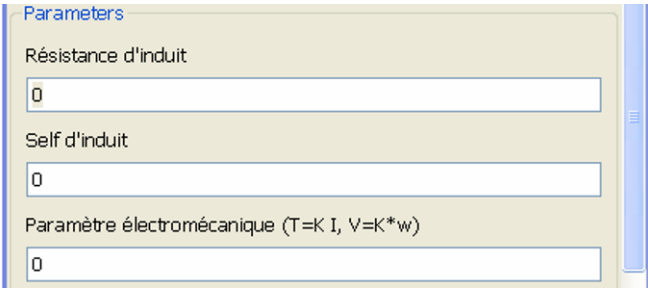 Parameters
Résistance d'induit
0
Self d'induit
0
Paramètre électromécanique (T=K I, V=K*w)
0